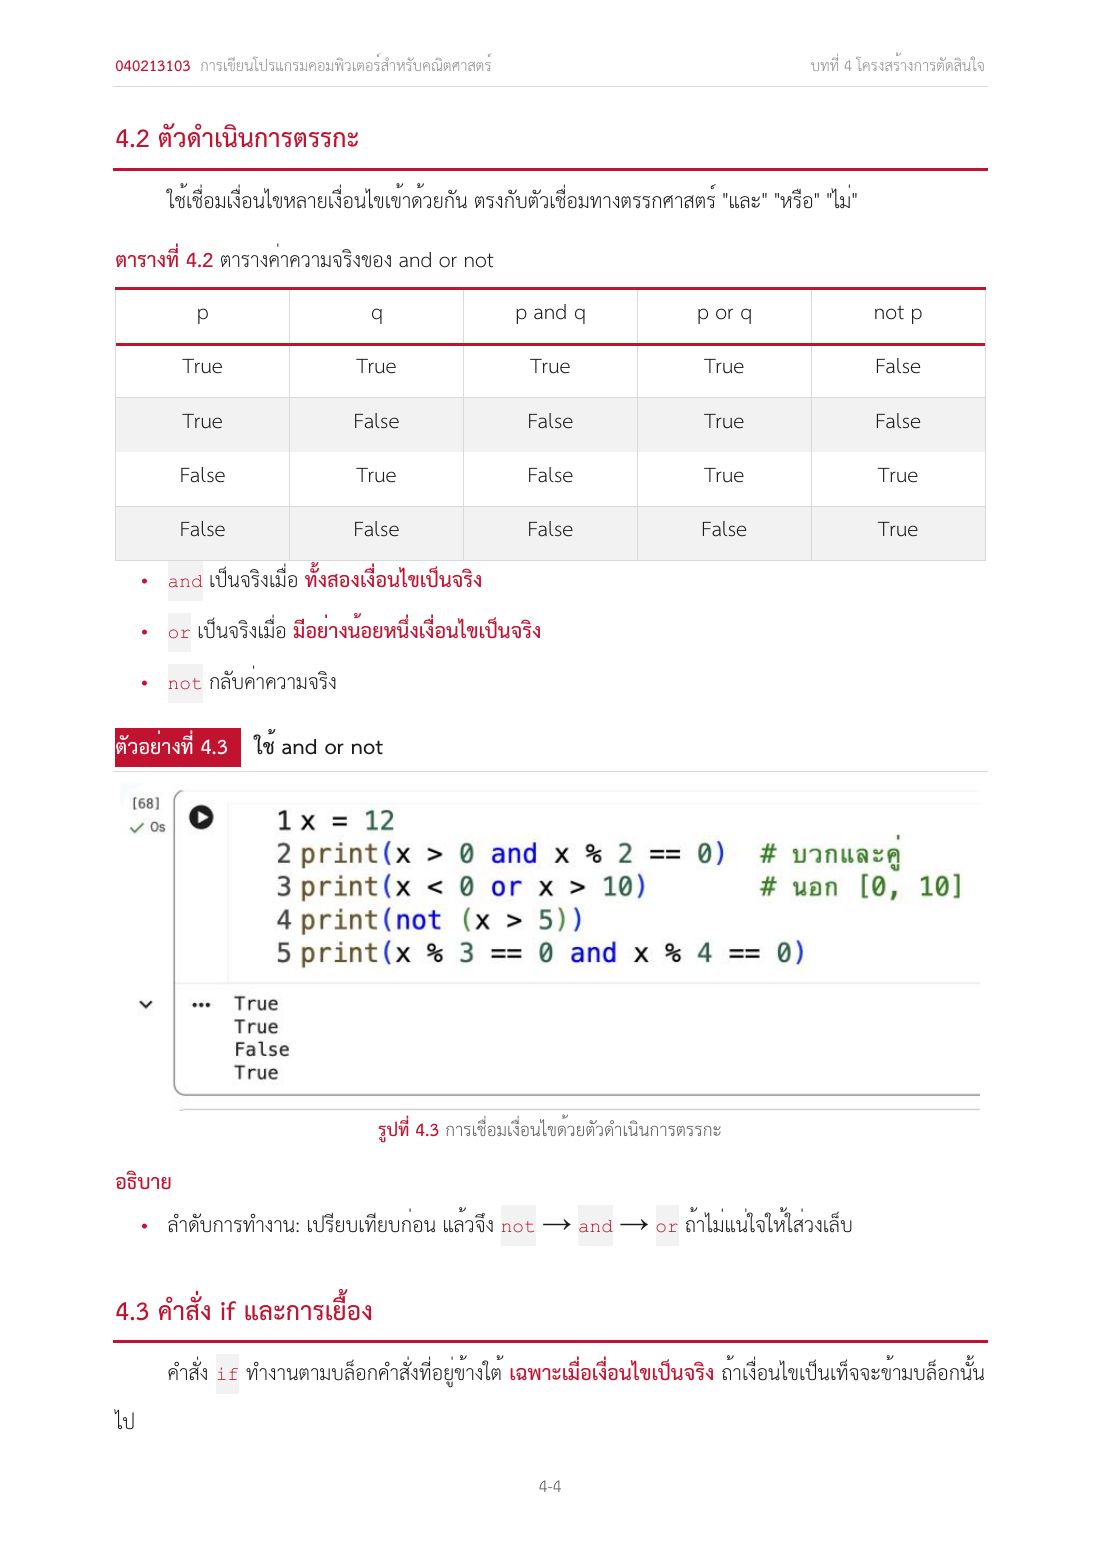 040213103 การเขียนโปรแกรมคอมพิวเตอร์สำหรับคณิตศาสตร์ บทที่ 4 โครงสร้างการตัดสินใจ
4.2 ตัวดำเนินการตรรกะ
ใช้เชื่อมเงื่อนไขหลายเงื่อนไขเข้าด้วยกัน ตรงกับตัวเชื่อมทางตรรกศาสตร์ "และ" "หรือ" "ไม่"
ตารางที่ 4.2 ตารางค่าความจริงของ and or not
p q p and q p or q not p
True True True True False
True False False True False
False True False True True
False False False False True
• and เป็นจริงเมื่อ ทั้งสองเงื่อนไขเป็นจริง
• or เป็นจริงเมื่อ มีอย่างน้อยหนึ่งเงื่อนไขเป็นจริง
• not กลับค่าความจริง
ตัวอย่างที่ 4.3 ใช้ and or not
[68]
0s
1 x = 12
2 print(x > 0 and x % 2 == 0) # บวกและคู่
3 print(x < 0 or x > 10) # นอก [0, 10]
4 print(not (x > 5))
5 print(x % 3 == 0 and x % 4 == 0)
True
True
False
True
รูปที่ 4.3 การเชื่อมเงื่อนไขด้วยตัวดำเนินการตรรกะ
อธิบาย
• ลำดับการทำงาน: เปรียบเทียบก่อน แล้วจึง not → and → or ถ้าไม่แน่ใจให้ใส่วงเล็บ
4.3 คำสั่ง if และการเยื้อง
คำสั่ง if ทำงานตามบล็อกคำสั่งที่อยู่ข้างใต้ เฉพาะเมื่อเงื่อนไขเป็นจริง ถ้าเงื่อนไขเป็นเท็จจะข้ามบล็อกนั้น
ไป
4-4